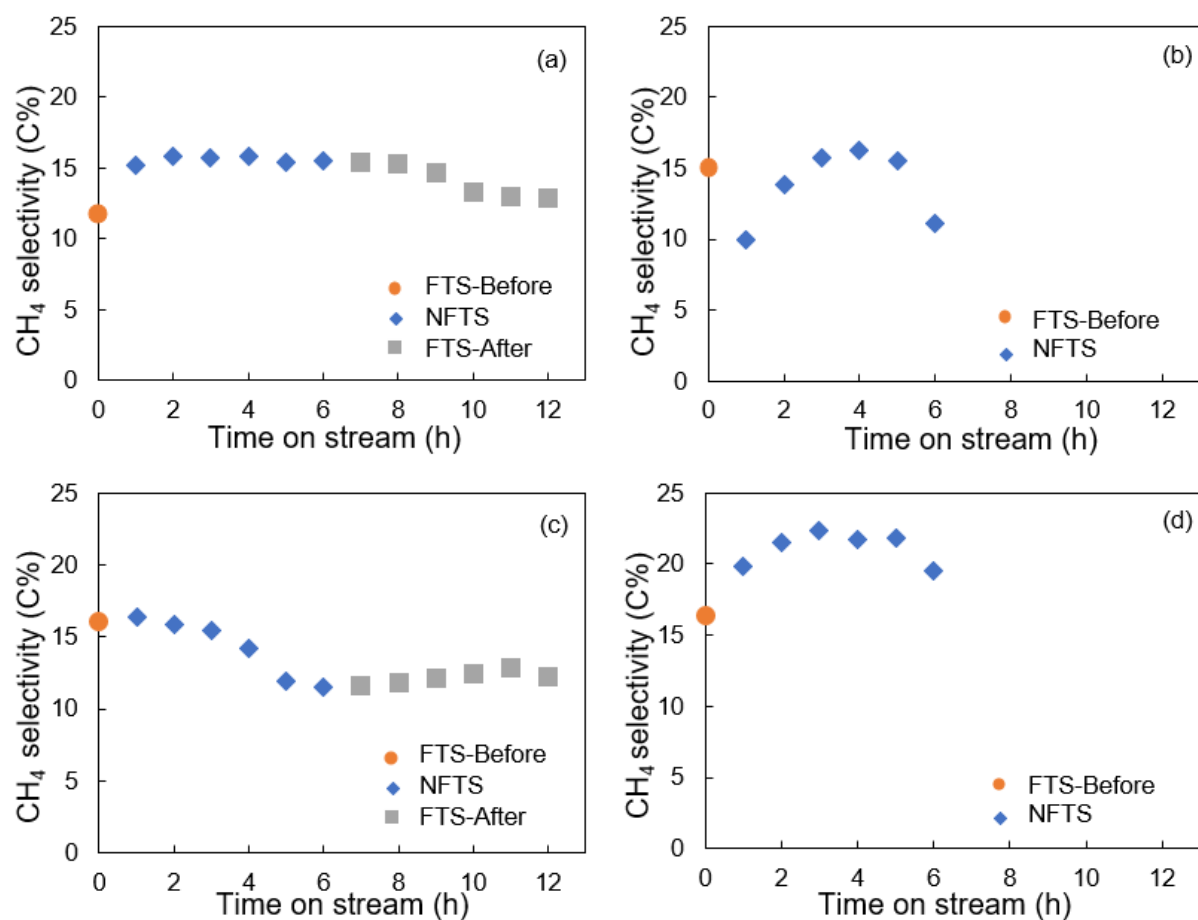 (a)
CH4 selectivity (C%)
25
20
15
10
5
0
FTS-Before
NFTS
FTS-After
0 2 4 6 8 10 12
Time on stream (h)
(b)
CH4 selectivity (C%)
25
20
15
10
5
0
FTS-Before
NFTS
0 2 4 6 8 10 12
Time on stream (h)
(c)
CH4 selectivity (C%)
25
20
15
10
5
0
FTS-Before
NFTS
FTS-After
0 2 4 6 8 10 12
Time on stream (h)
(d)
CH4 selectivity (C%)
25
20
15
10
5
0
FTS-Before
NFTS
0 2 4 6 8 10 12
Time on stream (h)